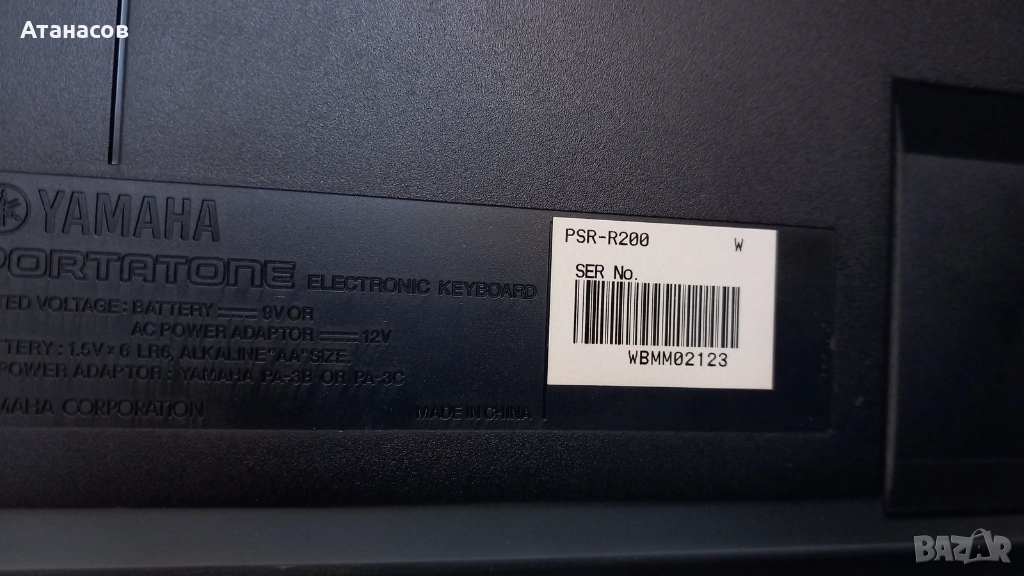 Атанасов
YAMAHA
PORTATONE ELECTRONIC KEYBOARD
TED VOLTAGE : BATTERY 9V OR
AC POWER ADAPTOR 12V
TTERY : 1.5V×6 LR6, ALKALINE "AA" SIZE,
POWER ADAPTOR : YAMAHA PA-3B OR PA-3C
MAHA CORPORATION MADE IN CHINA
PSR-R200 W
SER No.
WBMM02123
BAZAR